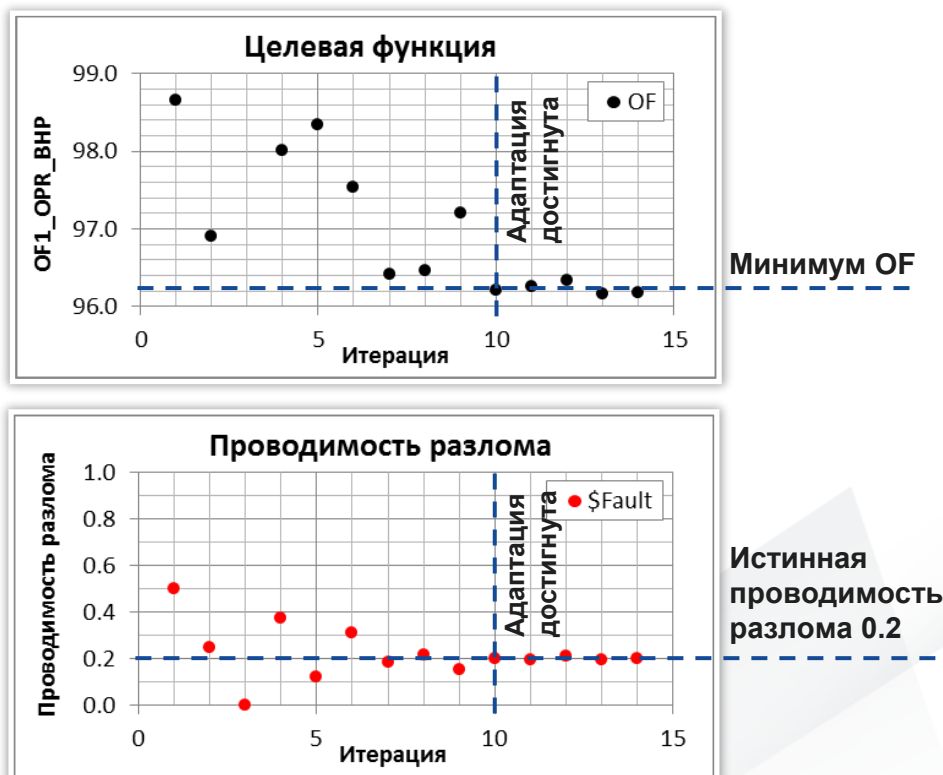 Целевая функция
OF1_OPR_BHP
99.0
98.0
97.0
96.0
OF
Адаптация
достигнута
0
5
10
15
Итерация
Минимум OF
Проводимость разлома
Проводимость разлома
1.0
0.8
0.6
0.4
0.2
0.0
$Fault
Адаптация
достигнута
0
5
10
15
Итерация
Истинная
проводимость
разлома 0.2